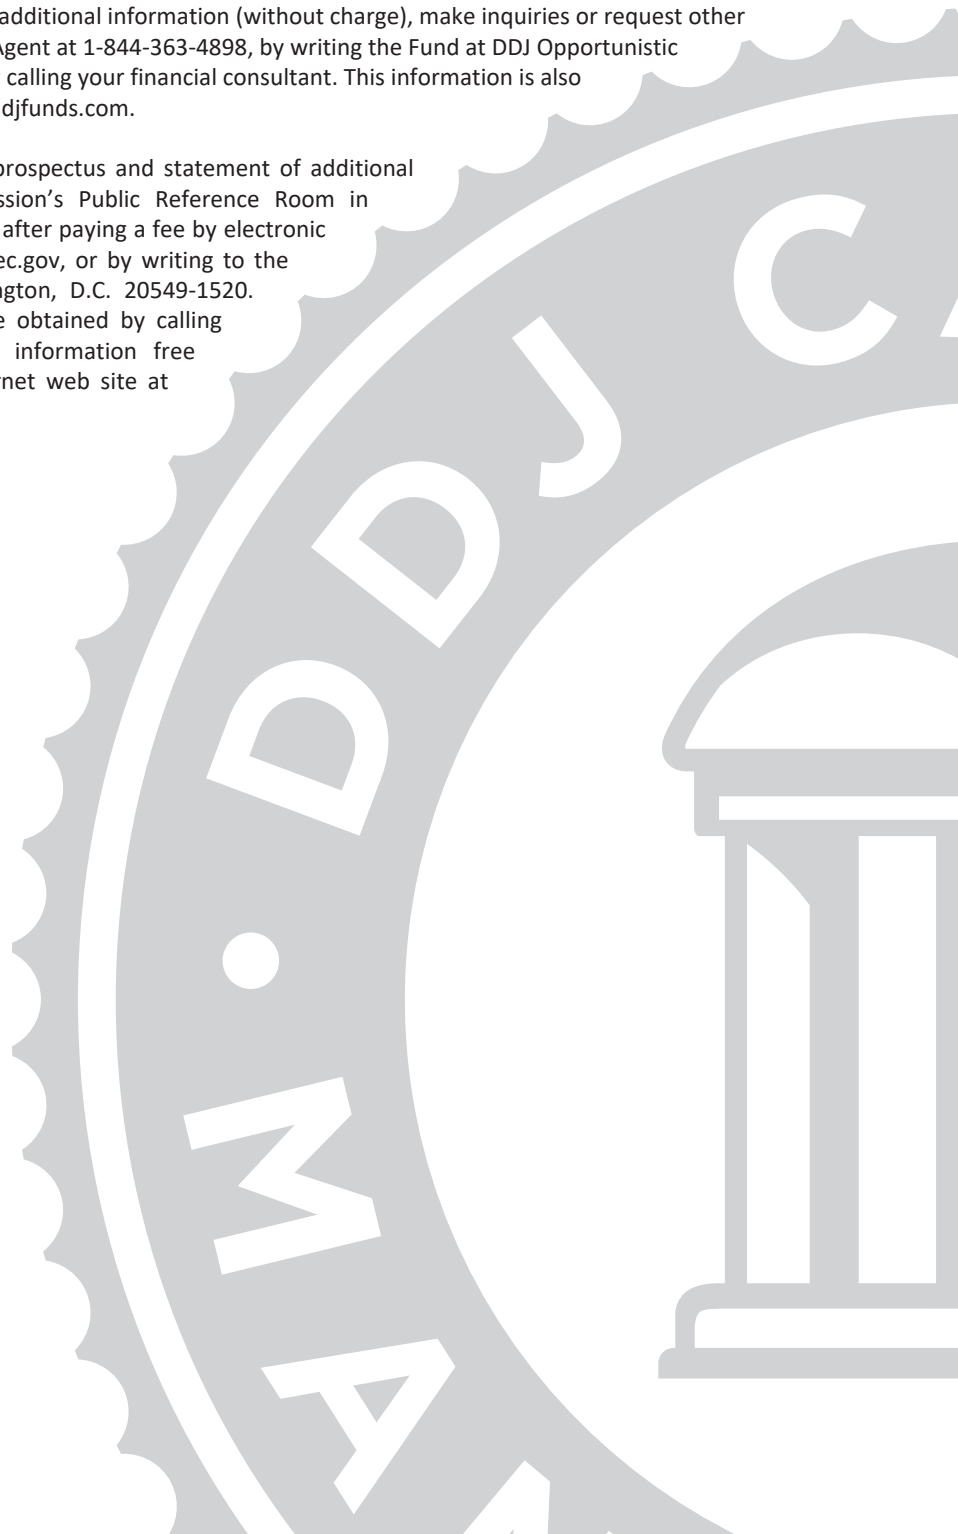 additional information (without charge), make inquiries or request other
Agent at 1-844-363-4898, by writing the Fund at DDJ Opportunistic
calling your financial consultant. This information is also
djfunds.com.
prospectus and statement of additional
ssion’s Public Reference Room in
after paying a fee by electronic
ec.gov, or by writing to the
ngton, D.C. 20549-1520.
e obtained by calling
information free
rnet web site at
DDJ C
• MA